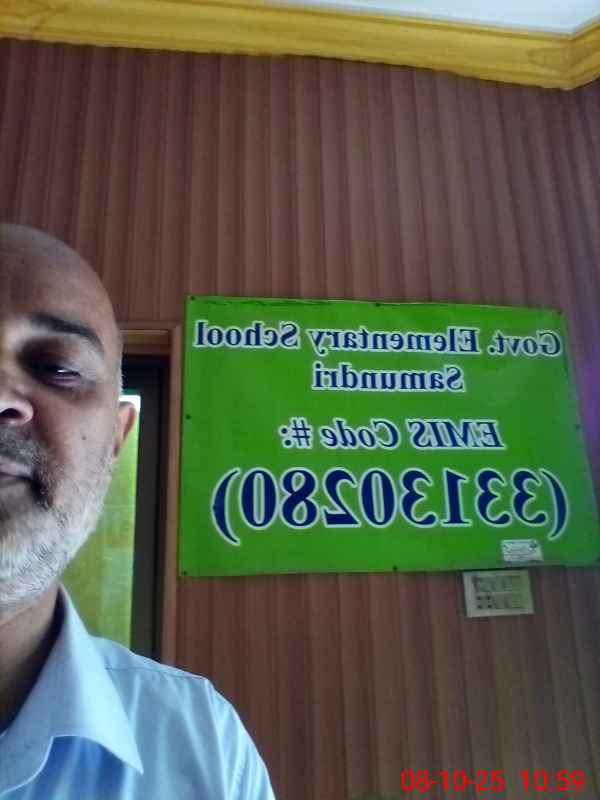 Govt. Elementary School
Samundri
EMIS Code #:
(33130280)
08-10-25 10:59